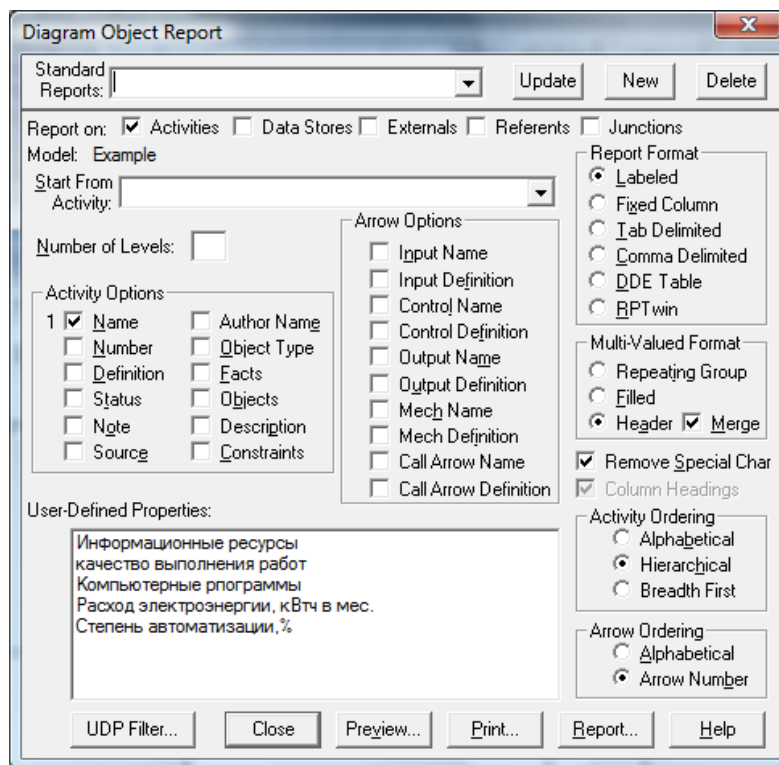 Diagram Object Report
Standard Reports:
Update New Delete
Report on: Activities Data Stores Externals Referents Junctions
Model: Example
Start From Activity:
Number of Levels:
Activity Options
1 Name Author Name
Number Object Type
Definition Facts
Status Objects
Note Description
Source Constraints
Arrow Options
Input Name
Input Definition
Control Name
Control Definition
Output Name
Output Definition
Mech Name
Mech Definition
Call Arrow Name
Call Arrow Definition
Report Format
Labeled
Fixed Column
Tab Delimited
Comma Delimited
DDE Table
RPTwin
Multi-Valued Format
Repeating Group
Filled
Header Merge
Remove Special Char
Column Headings
Activity Ordering
Alphabetical
Hierarchical
Breadth First
Arrow Ordering
Alphabetical
Arrow Number
User-Defined Properties:
Информационные ресурсы
качество выполнения работ
Компьютерные рпограммы
Расход электроэнергии, кВтч в мес.
Степень автоматизации,%
UDP Filter... Close Preview... Print... Report... Help